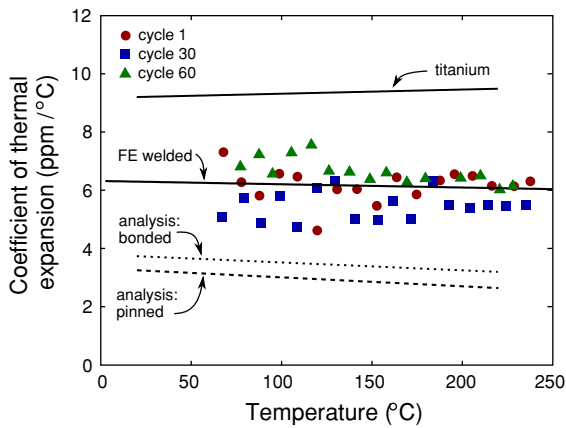 12
10
8
6
4
2
0
Coefficient of thermal
expansion (ppm/°C)
cycle 1
cycle 30
cycle 60
titanium
FE welded
analysis:
bonded
analysis:
pinned
0 50 100 150 200 250
Temperature (°C)